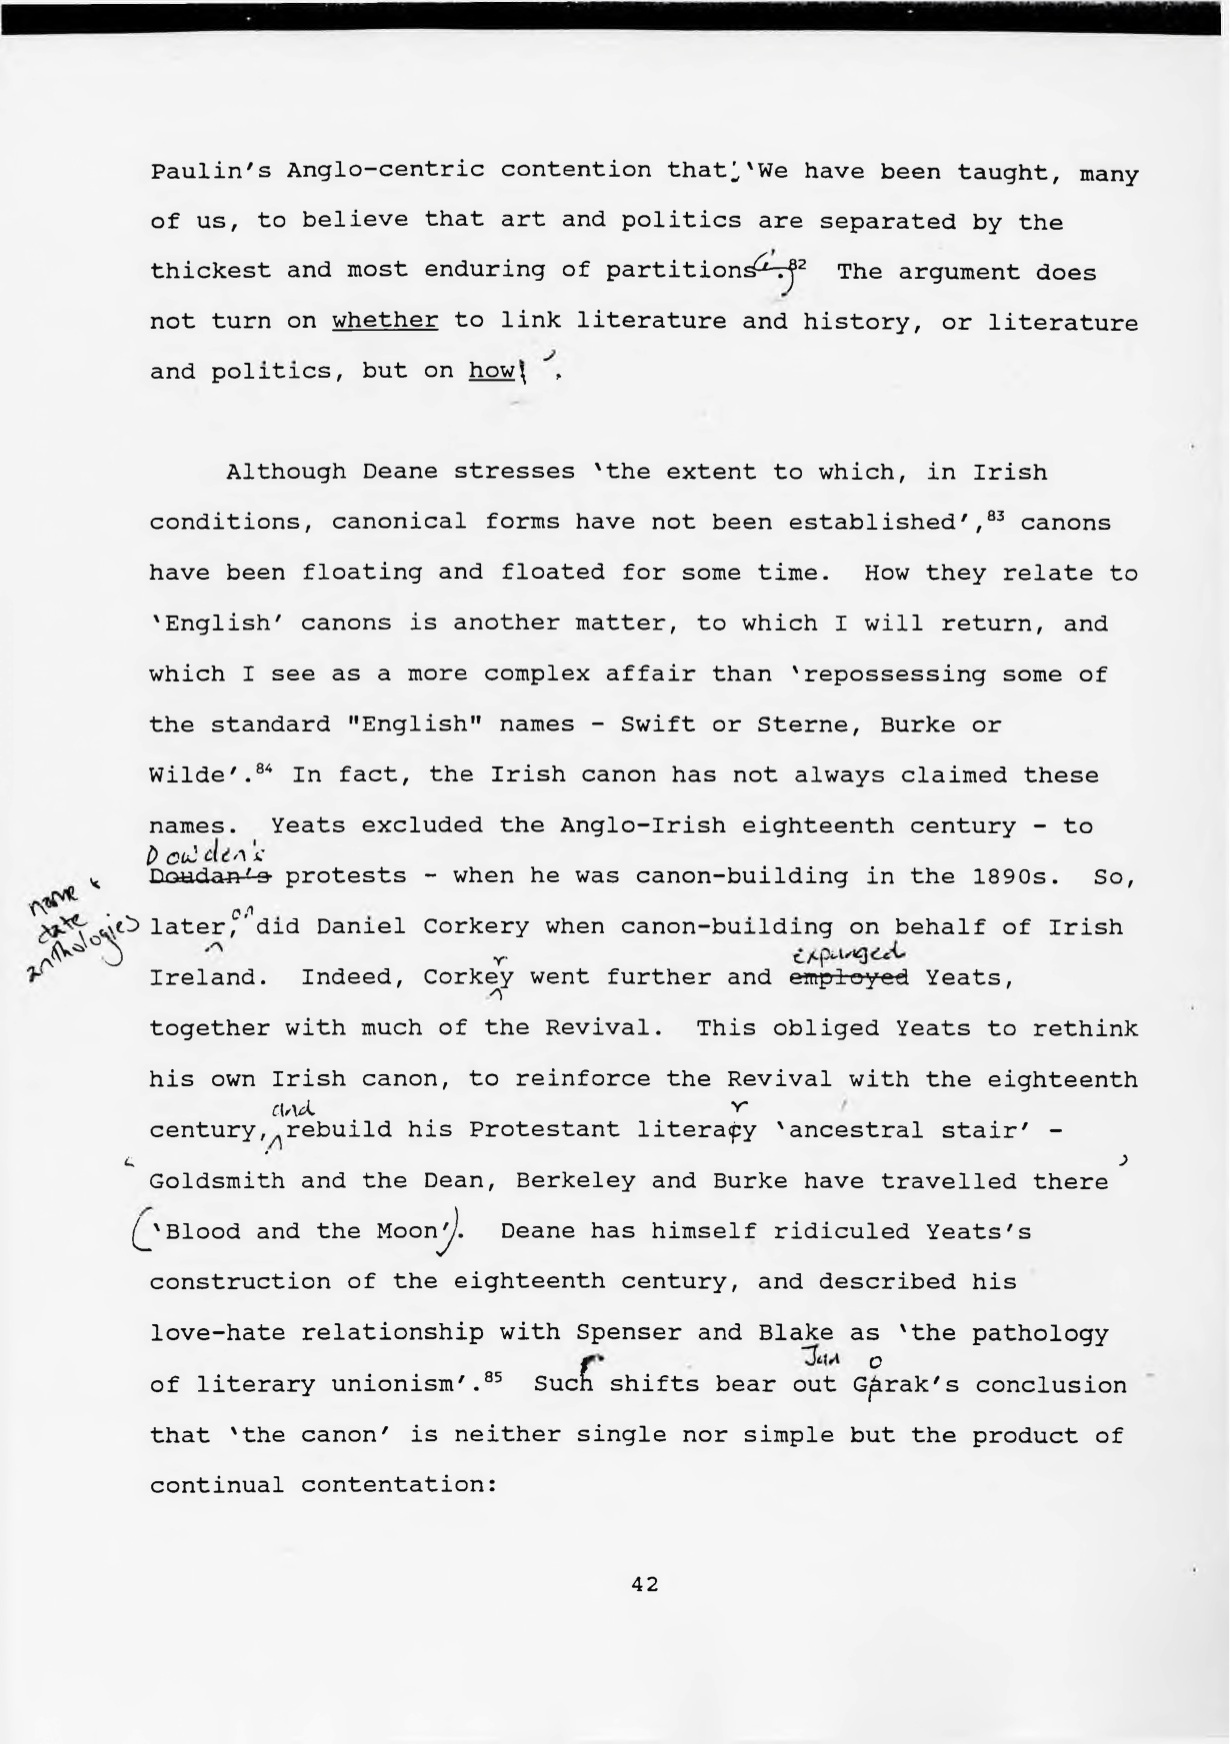 Paulin's Anglo-centric contention that: 'We have been taught, many
of us, to believe that art and politics are separated by the
thickest and most enduring of partitions'.82 The argument does
not turn on whether to link literature and history, or literature
and politics, but on how! '.
Although Deane stresses 'the extent to which, in Irish
conditions, canonical forms have not been established',83 canons
have been floating and floated for some time. How they relate to
'English' canons is another matter, to which I will return, and
which I see as a more complex affair than 'repossessing some of
the standard "English" names - Swift or Sterne, Burke or
Wilde'.84 In fact, the Irish canon has not always claimed these
names. Yeats excluded the Anglo-Irish eighteenth century - to
Dowden's
Doudan's protests - when he was canon-building in the 1890s. So,
name &
date
anthologies
on
later, did Daniel Corkery when canon-building on behalf of Irish
r expunged
Ireland. Indeed, Corkey went further and employed Yeats,
together with much of the Revival. This obliged Yeats to rethink
his own Irish canon, to reinforce the Revival with the eighteenth
and r
century, rebuild his Protestant literacy 'ancestral stair' -
'Goldsmith and the Dean, Berkeley and Burke have travelled there'
('Blood and the Moon'). Deane has himself ridiculed Yeats's
construction of the eighteenth century, and described his
love-hate relationship with Spenser and Blake as 'the pathology
of literary unionism'.85 Such shifts bear out Garak's conclusion
Jan o
that 'the canon' is neither single nor simple but the product of
continual contentation:
42